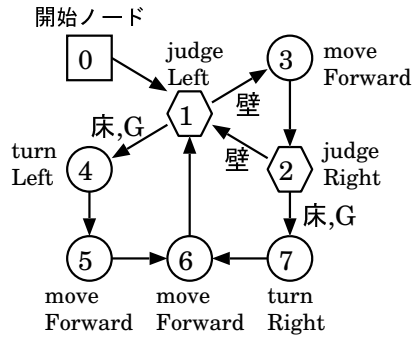 開始ノード
0
judge
Left
3
move
Forward
1
壁
床,G
turn
Left
4
壁
2
judge
Right
床,G
5
6
7
move
Forward
move
Forward
turn
Right